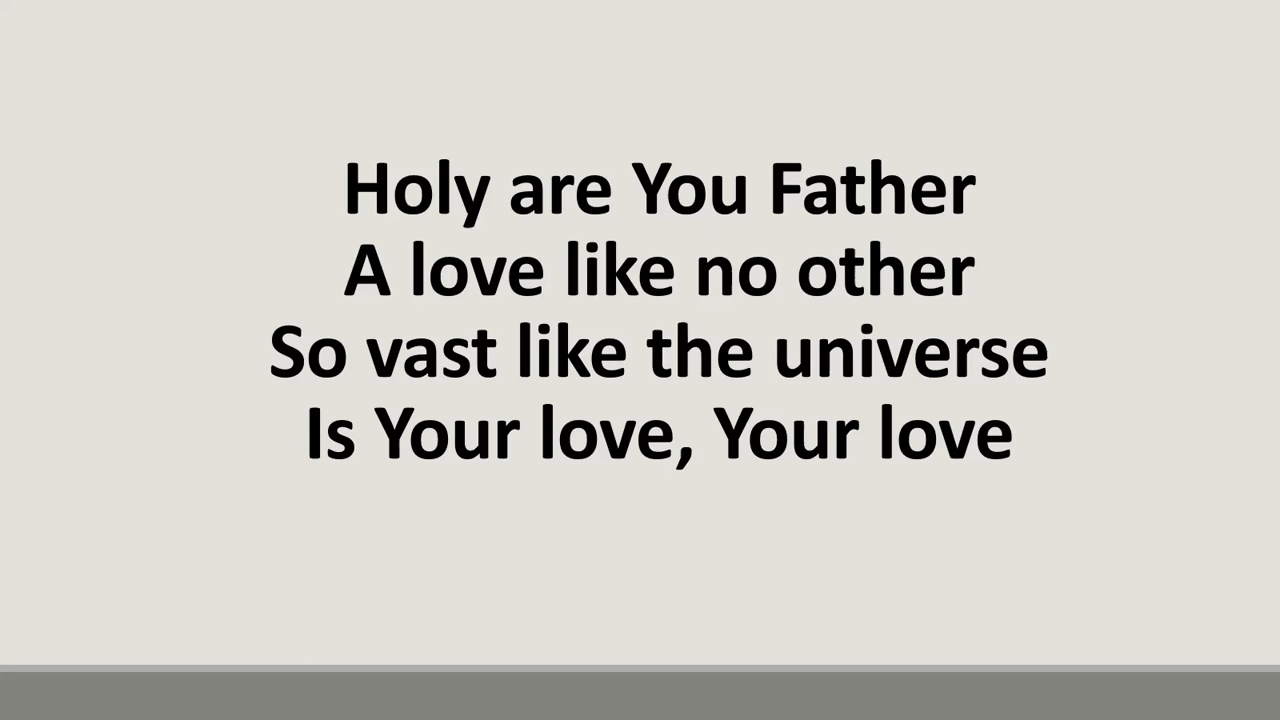 Holy are You Father
A love like no other
So vast like the universe
Is Your love, Your love